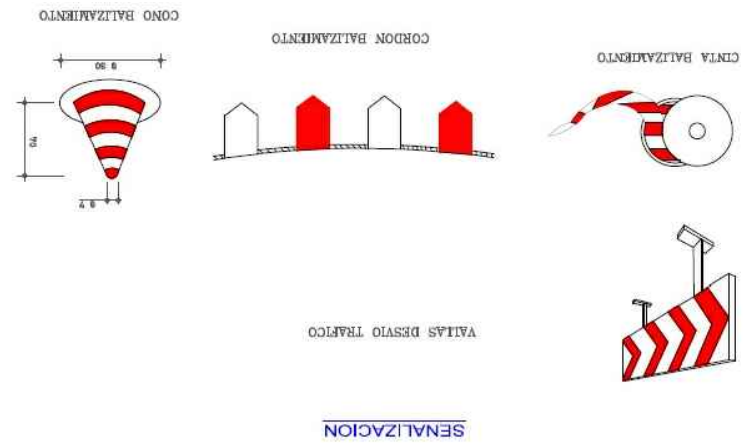 SENALIZACION
VALLAS DESVIO TRAFICO
CINTA BALIZAMIENTO
CORDON BALIZAMIENTO
CONO BALIZAMIENTO